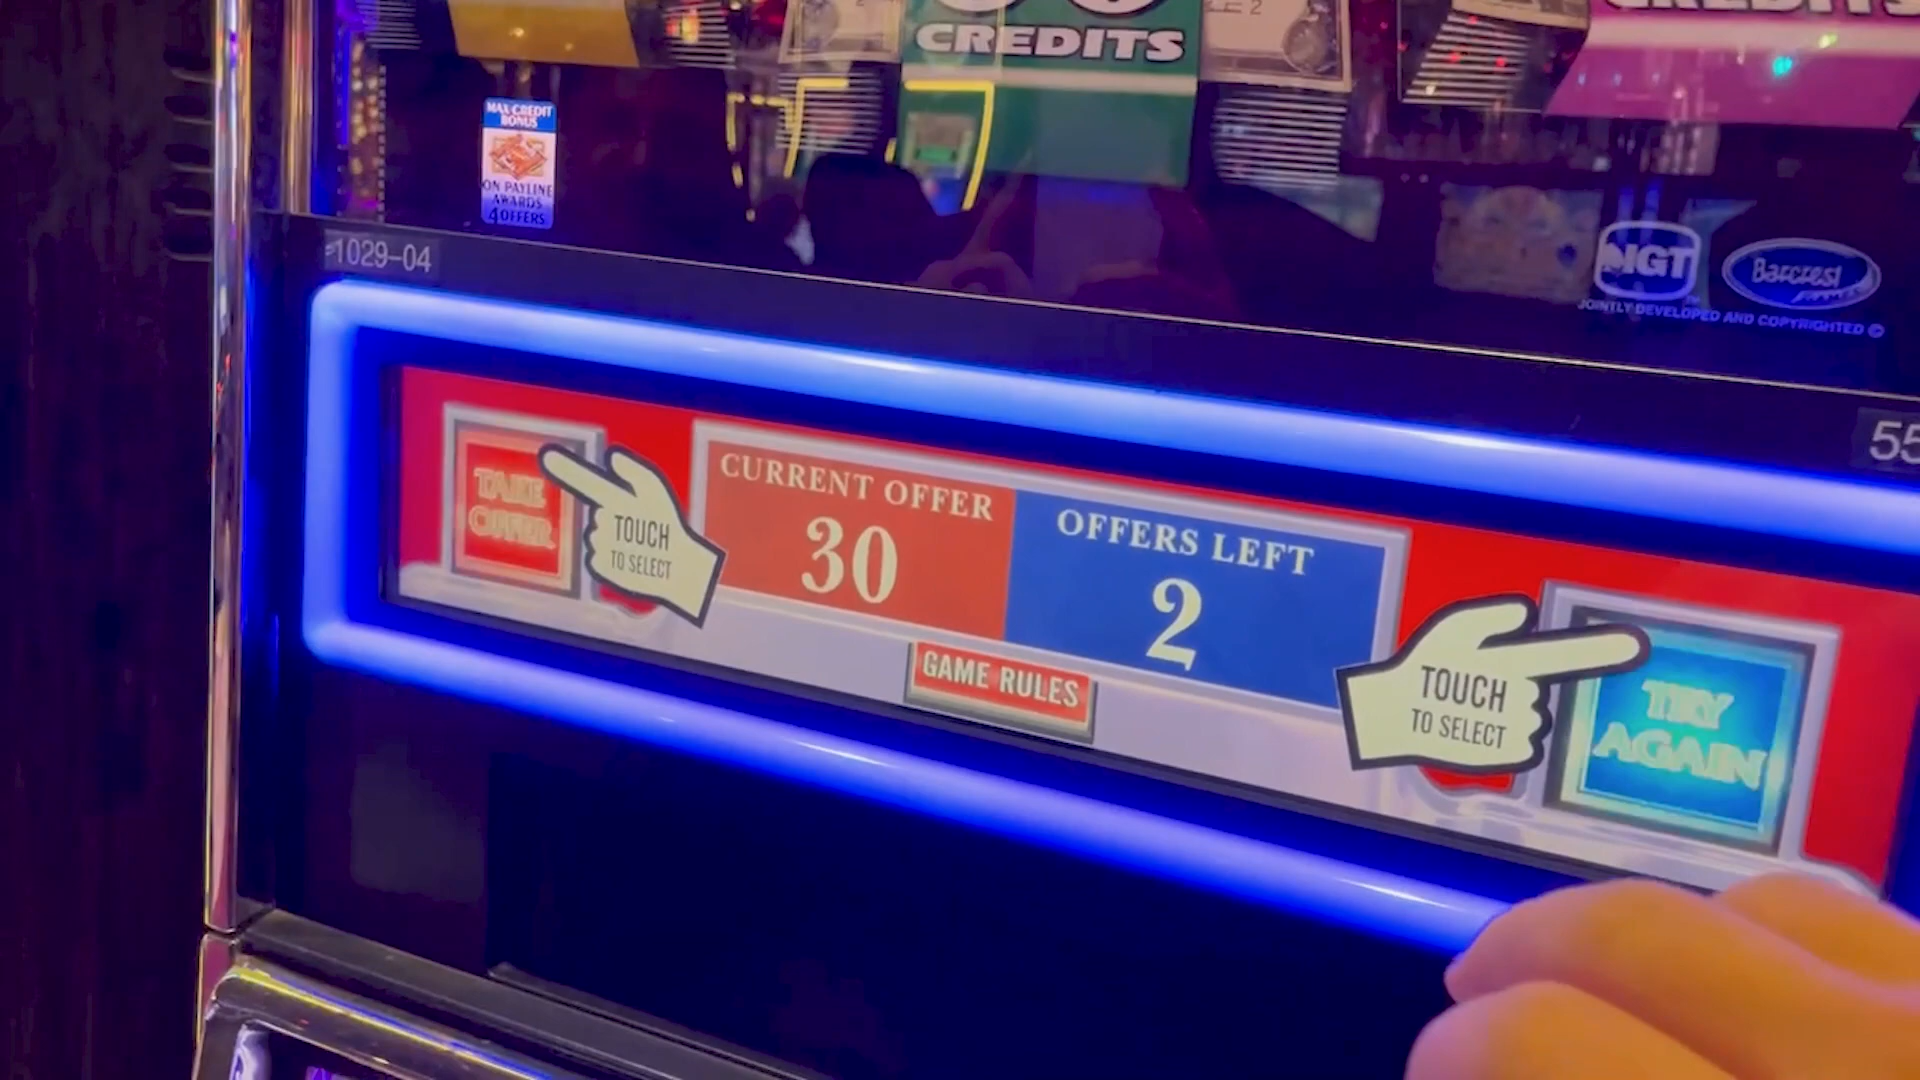 CREDITS
MAX CREDIT
BONUS
ON PAYLINE
AWARDS
4 OFFERS
1029-04
IGT
Barcrest
JOINTLY DEVELOPED AND COPYRIGHTED ©
55
TAKE
OFFER
TOUCH
TO SELECT
CURRENT OFFER
30
OFFERS LEFT
2
GAME RULES
TOUCH
TO SELECT
TRY
AGAIN